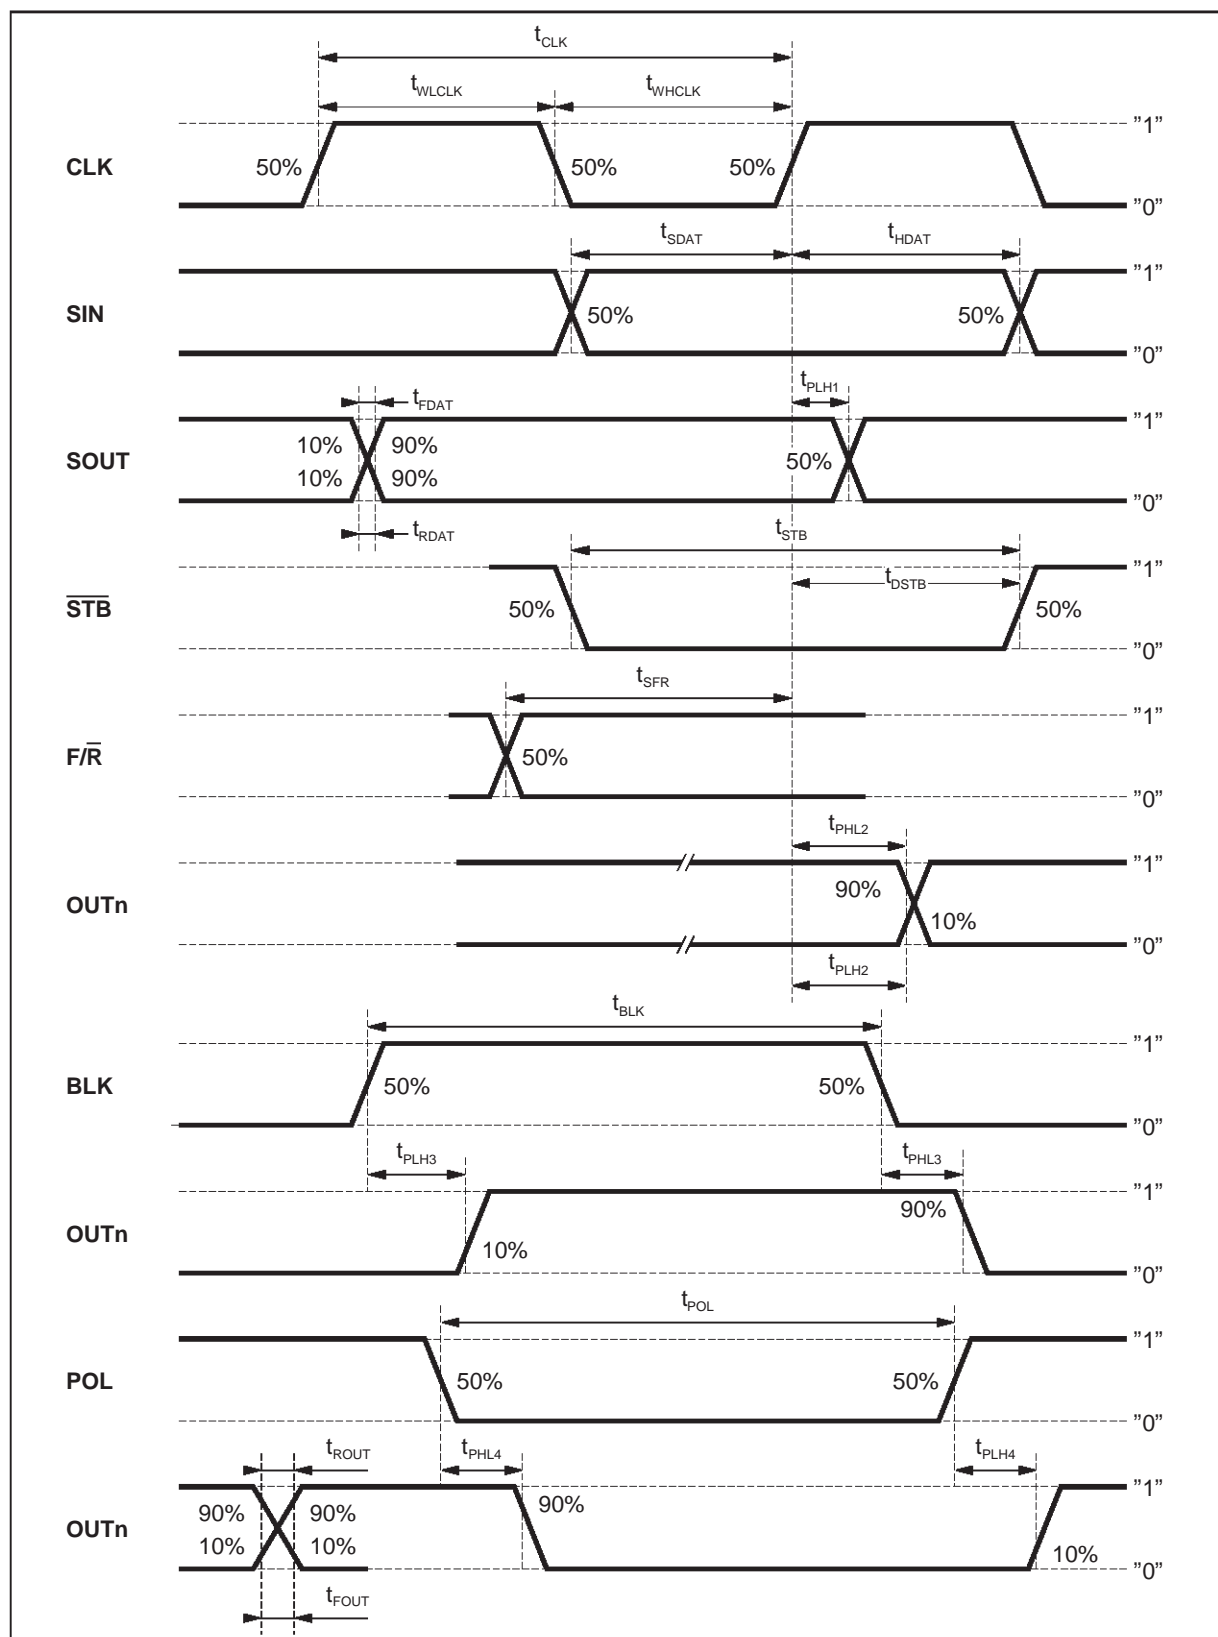 tCLK
tWLCLK tWHCLK
"1"
CLK 50% 50% 50%
"0"
tSDAT tHDAT
"1"
SIN 50% 50%
"0"
tFDAT tPLH1
"1"
10% 90%
SOUT 50%
10% 90%
"0"
tRDAT tSTB
"1"
tDSTB
STB 50% 50%
"0"
tSFR
"1"
F/R 50%
"0"
tPHL2
"1"
90%
OUTn 10%
"0"
tPLH2
tBLK
"1"
BLK 50% 50%
"0"
tPLH3 tPHL3
"1"
90%
OUTn 10%
"0"
tPOL
"1"
POL 50% 50%
"0"
tROUT tPHL4 tPLH4
"1"
90% 90% 90%
OUTn
10% 10% 10%
"0"
tFOUT